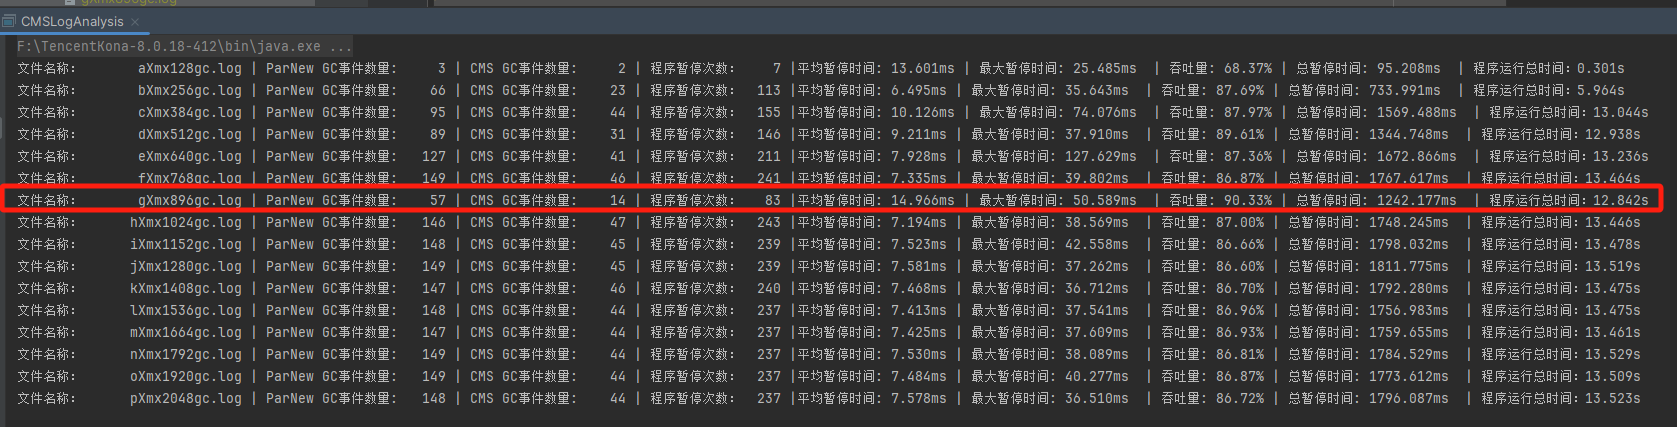 CMSLogAnalysis
F:\TencentKona-8.0.18-412\bin\java.exe ...
文件名称: aXmx128gc.log | ParNew GC事件数量: 3 | CMS GC事件数量: 2 | 程序暂停次数: 7 |平均暂停时间: 13.601ms | 最大暂停时间: 25.485ms | 吞吐量: 68.37% | 总暂停时间: 95.208ms | 程序运行总时间:0.301s
文件名称: bXmx256gc.log | ParNew GC事件数量: 66 | CMS GC事件数量: 23 | 程序暂停次数: 113 |平均暂停时间: 6.495ms | 最大暂停时间: 35.643ms | 吞吐量: 87.69% | 总暂停时间: 733.991ms | 程序运行总时间:5.964s
文件名称: cXmx384gc.log | ParNew GC事件数量: 95 | CMS GC事件数量: 44 | 程序暂停次数: 155 |平均暂停时间: 10.126ms | 最大暂停时间: 74.076ms | 吞吐量: 87.97% | 总暂停时间: 1569.488ms | 程序运行总时间:13.044s
文件名称: dXmx512gc.log | ParNew GC事件数量: 89 | CMS GC事件数量: 31 | 程序暂停次数: 146 |平均暂停时间: 9.211ms | 最大暂停时间: 37.910ms | 吞吐量: 89.61% | 总暂停时间: 1344.748ms | 程序运行总时间:12.938s
文件名称: eXmx640gc.log | ParNew GC事件数量: 127 | CMS GC事件数量: 41 | 程序暂停次数: 211 |平均暂停时间: 7.928ms | 最大暂停时间: 127.629ms | 吞吐量: 87.36% | 总暂停时间: 1672.866ms | 程序运行总时间:13.236s
文件名称: fXmx768gc.log | ParNew GC事件数量: 149 | CMS GC事件数量: 46 | 程序暂停次数: 241 |平均暂停时间: 7.335ms | 最大暂停时间: 39.802ms | 吞吐量: 86.87% | 总暂停时间: 1767.617ms | 程序运行总时间:13.464s
文件名称: gXmx896gc.log | ParNew GC事件数量: 57 | CMS GC事件数量: 14 | 程序暂停次数: 83 |平均暂停时间: 14.966ms | 最大暂停时间: 50.589ms | 吞吐量: 90.33% | 总暂停时间: 1242.177ms | 程序运行总时间:12.842s
文件名称: hXmx1024gc.log | ParNew GC事件数量: 146 | CMS GC事件数量: 47 | 程序暂停次数: 243 |平均暂停时间: 7.194ms | 最大暂停时间: 38.569ms | 吞吐量: 87.00% | 总暂停时间: 1748.245ms | 程序运行总时间:13.446s
文件名称: iXmx1152gc.log | ParNew GC事件数量: 148 | CMS GC事件数量: 45 | 程序暂停次数: 239 |平均暂停时间: 7.523ms | 最大暂停时间: 42.558ms | 吞吐量: 86.66% | 总暂停时间: 1798.032ms | 程序运行总时间:13.478s
文件名称: jXmx1280gc.log | ParNew GC事件数量: 149 | CMS GC事件数量: 45 | 程序暂停次数: 239 |平均暂停时间: 7.581ms | 最大暂停时间: 37.262ms | 吞吐量: 86.60% | 总暂停时间: 1811.775ms | 程序运行总时间:13.519s
文件名称: kXmx1408gc.log | ParNew GC事件数量: 147 | CMS GC事件数量: 46 | 程序暂停次数: 240 |平均暂停时间: 7.468ms | 最大暂停时间: 36.712ms | 吞吐量: 86.70% | 总暂停时间: 1792.280ms | 程序运行总时间:13.475s
文件名称: lXmx1536gc.log | ParNew GC事件数量: 148 | CMS GC事件数量: 44 | 程序暂停次数: 237 |平均暂停时间: 7.413ms | 最大暂停时间: 37.541ms | 吞吐量: 86.96% | 总暂停时间: 1756.983ms | 程序运行总时间:13.475s
文件名称: mXmx1664gc.log | ParNew GC事件数量: 147 | CMS GC事件数量: 44 | 程序暂停次数: 237 |平均暂停时间: 7.425ms | 最大暂停时间: 37.609ms | 吞吐量: 86.93% | 总暂停时间: 1759.655ms | 程序运行总时间:13.461s
文件名称: nXmx1792gc.log | ParNew GC事件数量: 149 | CMS GC事件数量: 44 | 程序暂停次数: 237 |平均暂停时间: 7.530ms | 最大暂停时间: 38.089ms | 吞吐量: 86.81% | 总暂停时间: 1784.529ms | 程序运行总时间:13.529s
文件名称: oXmx1920gc.log | ParNew GC事件数量: 149 | CMS GC事件数量: 44 | 程序暂停次数: 237 |平均暂停时间: 7.484ms | 最大暂停时间: 40.277ms | 吞吐量: 86.87% | 总暂停时间: 1773.612ms | 程序运行总时间:13.509s
文件名称: pXmx2048gc.log | ParNew GC事件数量: 148 | CMS GC事件数量: 44 | 程序暂停次数: 237 |平均暂停时间: 7.578ms | 最大暂停时间: 36.510ms | 吞吐量: 86.72% | 总暂停时间: 1796.087ms | 程序运行总时间:13.523s